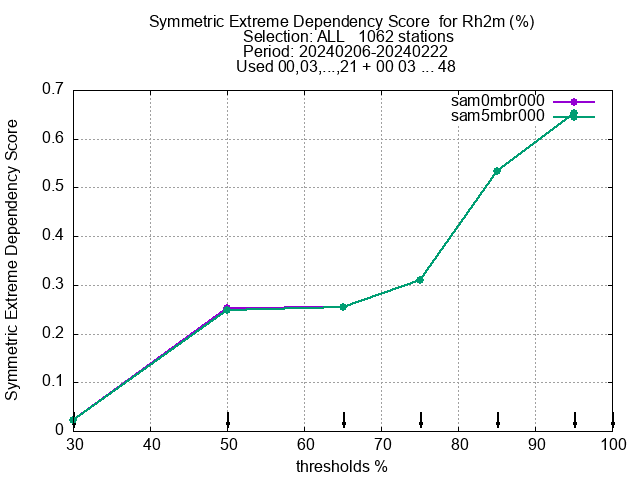 Symmetric Extreme Dependency Score  for Rh2m (%)
Selection: ALL   1062 stations
Period: 20240206-20240222
Used 00,03,...,21 + 00 03 ... 48
sam0mbr000
sam5mbr000
Symmetric Extreme Dependency Score
0.7
0.6
0.5
0.4
0.3
0.2
0.1
0
30 40 50 60 70 80 90 100
thresholds %